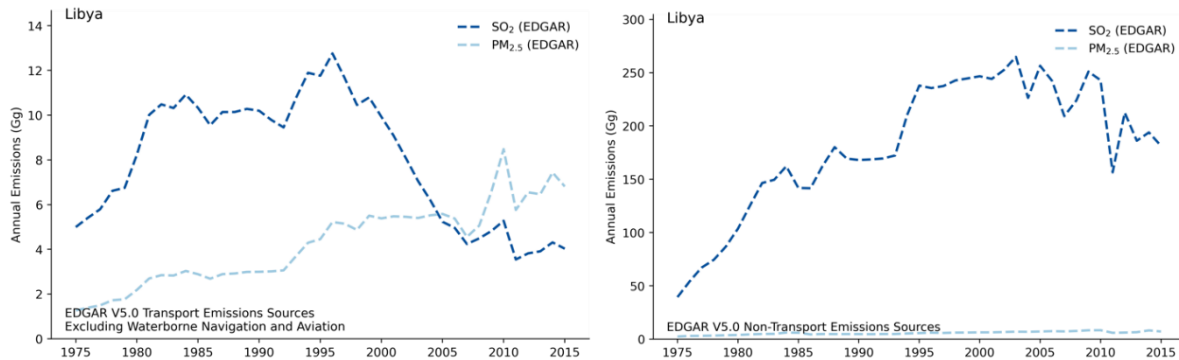 Libya
SO₂ (EDGAR)
PM₂.₅ (EDGAR)
Annual Emissions (Gg)
14
12
10
8
6
4
2
0
EDGAR V5.0 Transport Emissions Sources
Excluding Waterborne Navigation and Aviation
1975 1980 1985 1990 1995 2000 2005 2010 2015
Libya
SO₂ (EDGAR)
PM₂.₅ (EDGAR)
Annual Emissions (Gg)
300
250
200
150
100
50
0
EDGAR V5.0 Non-Transport Emissions Sources
1975 1980 1985 1990 1995 2000 2005 2010 2015